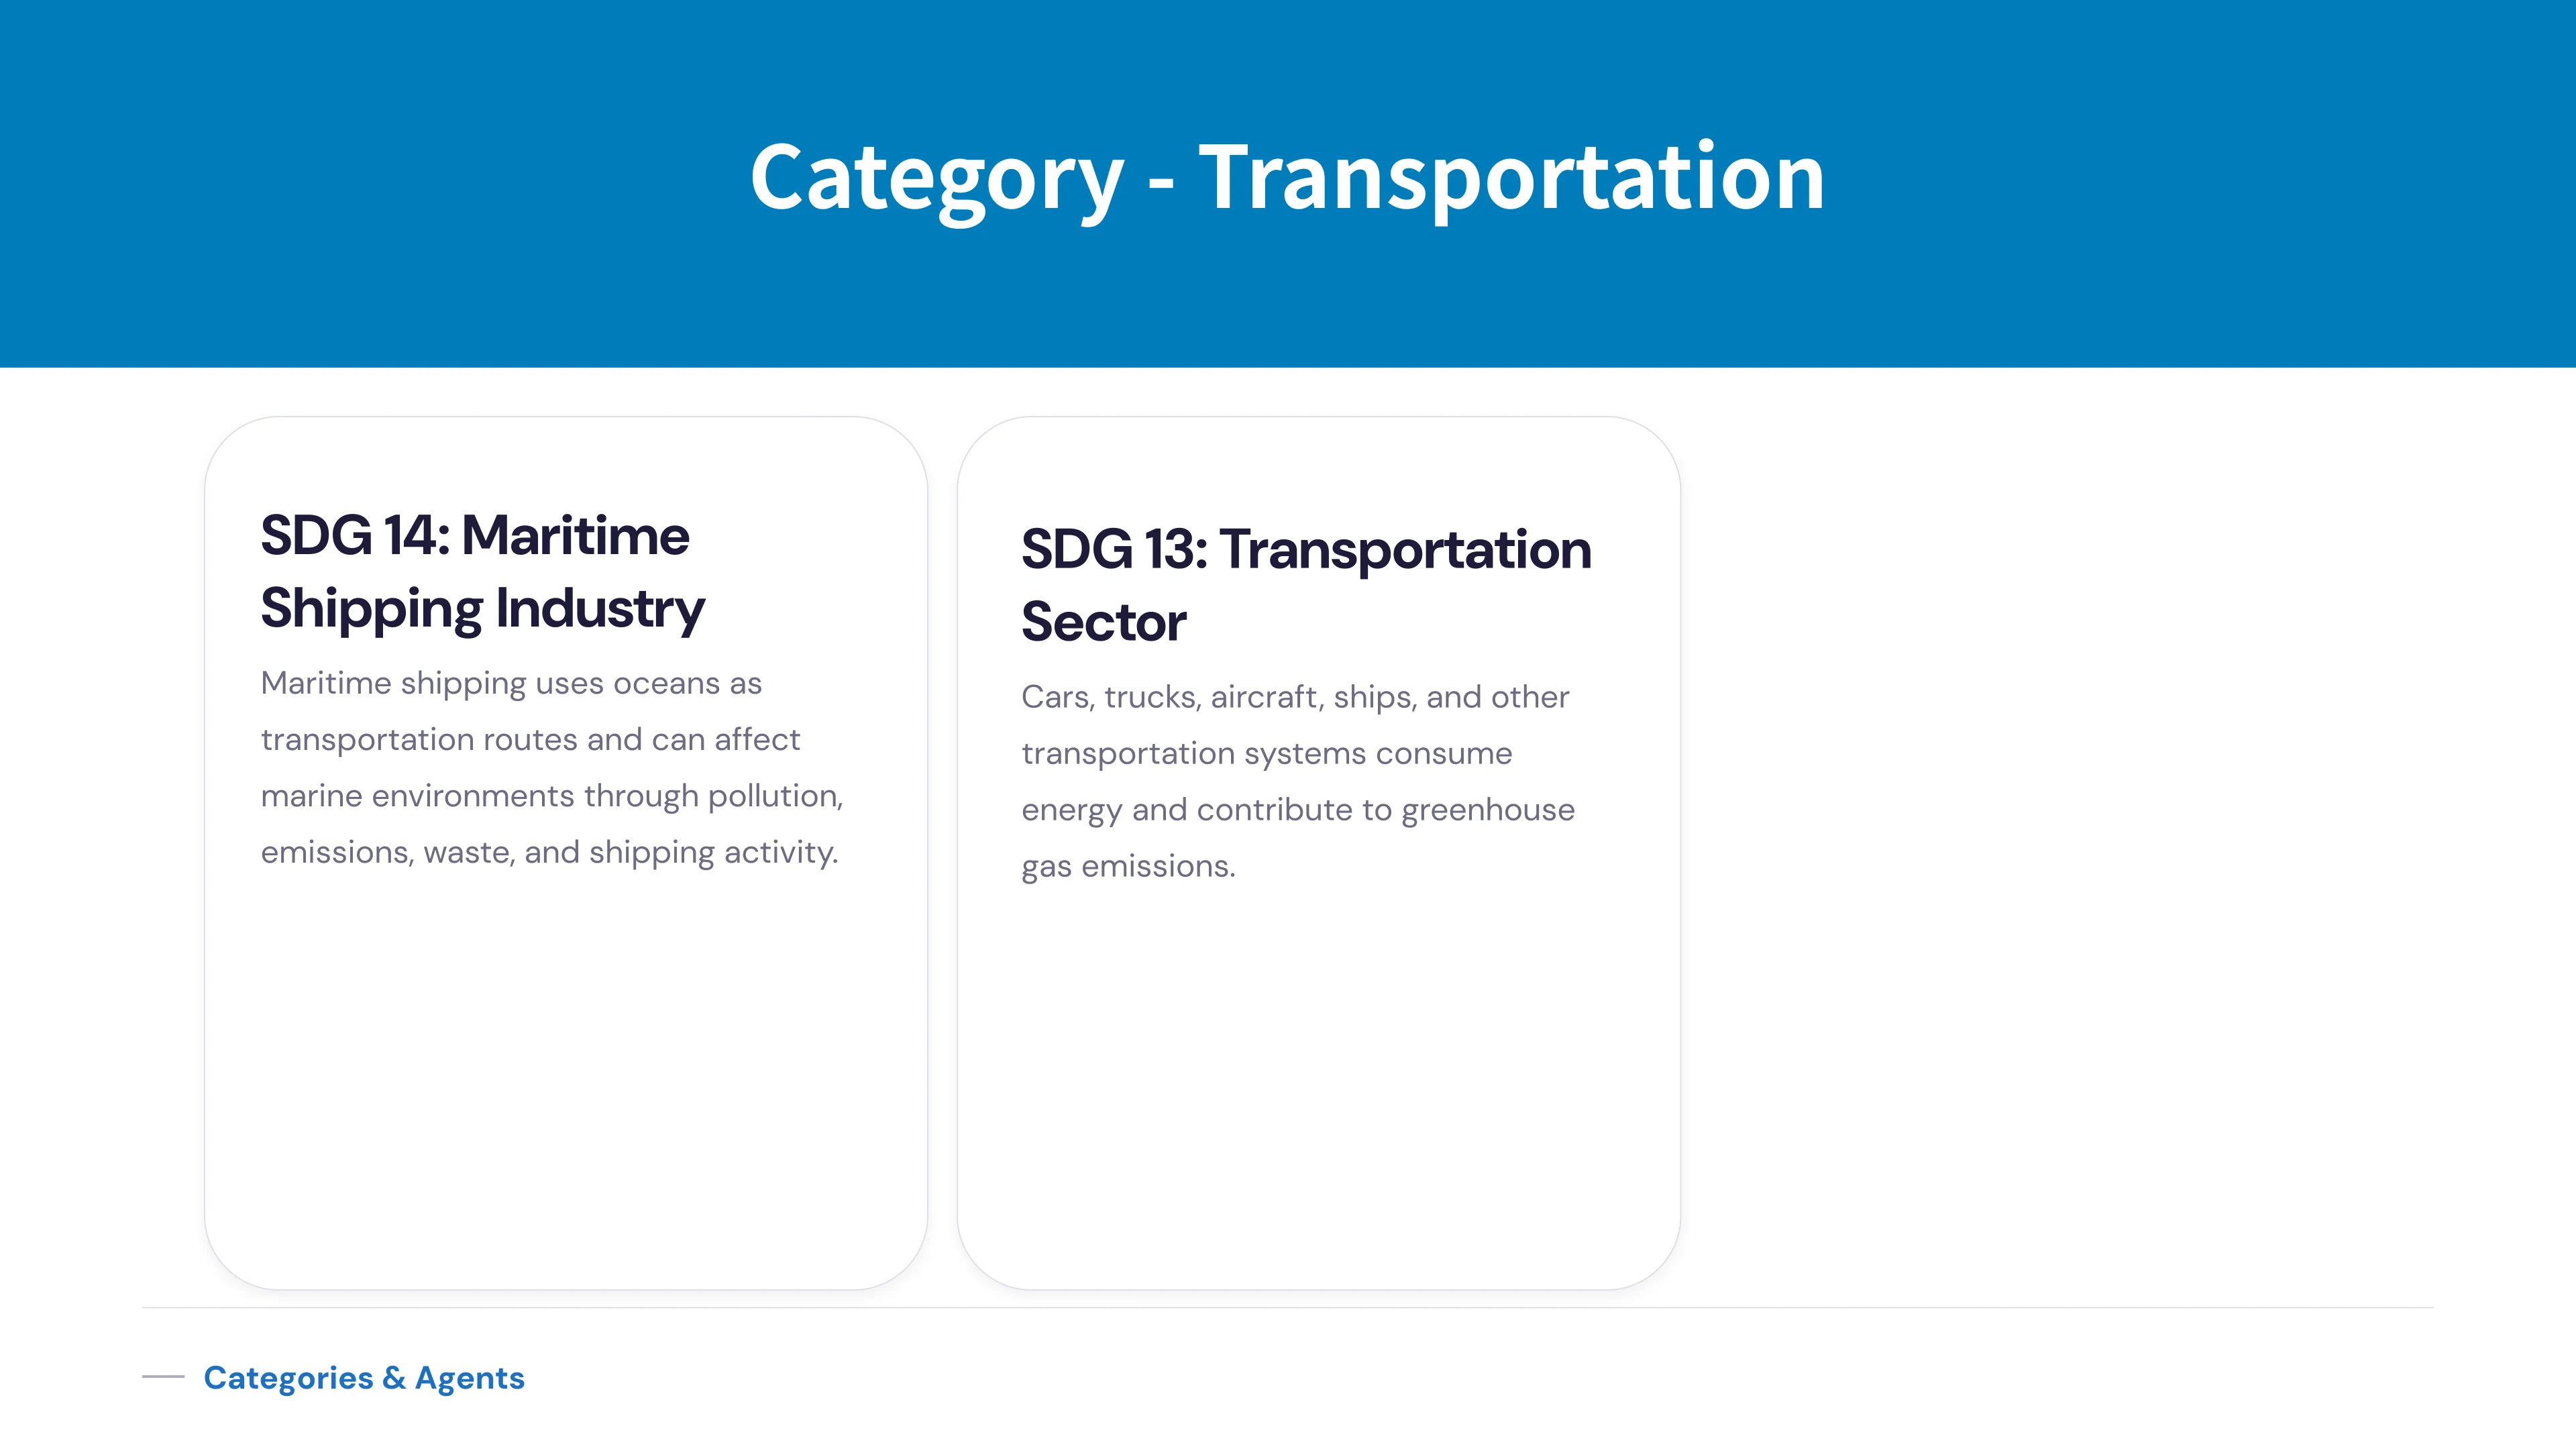 Category - Transportation
SDG 14: Maritime
Shipping Industry
Maritime shipping uses oceans as
transportation routes and can affect
marine environments through pollution,
emissions, waste, and shipping activity.
SDG 13: Transportation
Sector
Cars, trucks, aircraft, ships, and other
transportation systems consume
energy and contribute to greenhouse
gas emissions.
Categories & Agents